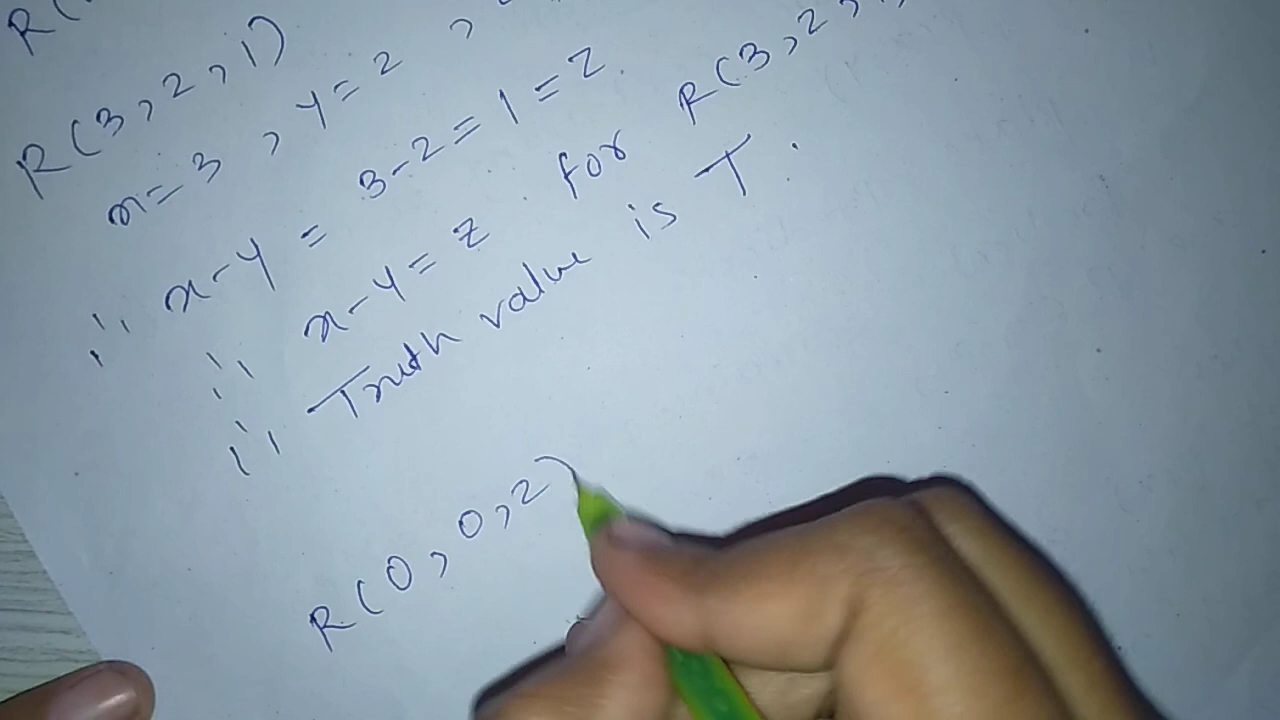 R(
R(3,2,1)
x=3, y=2,
∴ x-y = 3-2=1=z.
∴ x-y=z. for R(3,2,
∴ Truth value is T.
R(0,0,2)